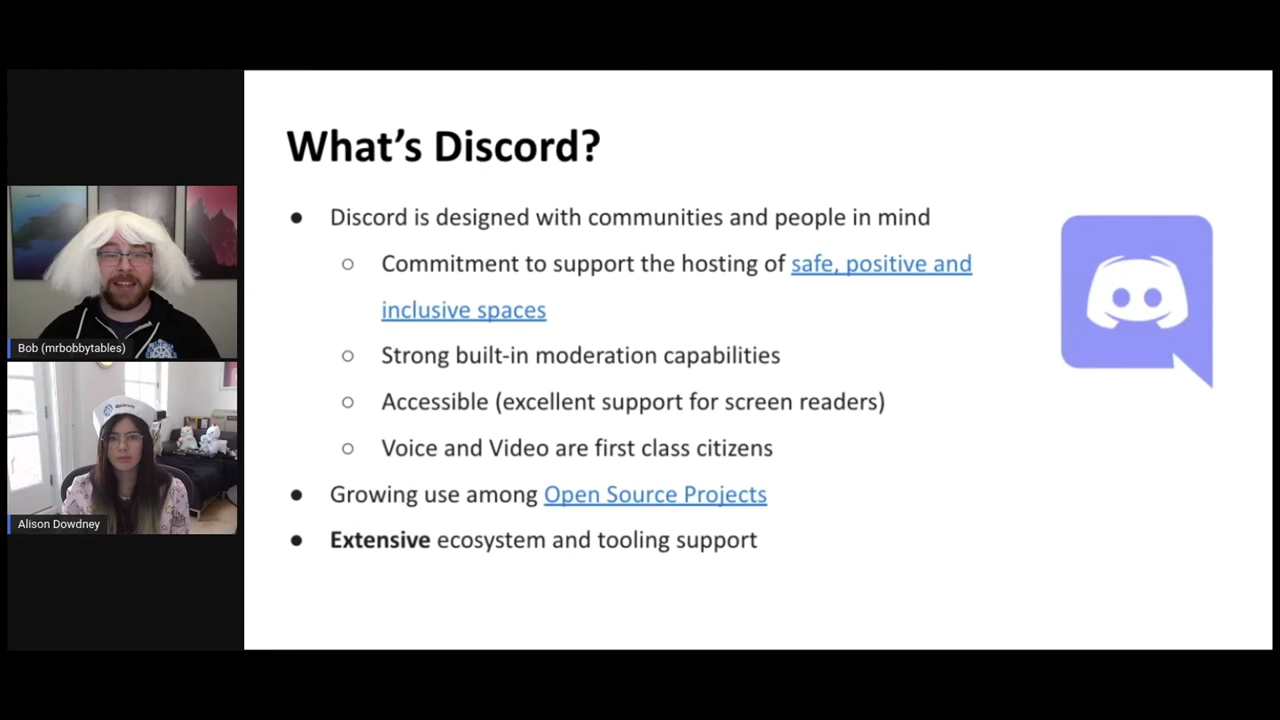 What's Discord?
● Discord is designed with communities and people in mind
○ Commitment to support the hosting of safe, positive and
inclusive spaces
○ Strong built-in moderation capabilities
○ Accessible (excellent support for screen readers)
○ Voice and Video are first class citizens
● Growing use among Open Source Projects
● Extensive ecosystem and tooling support
Bob (mrbobbytables)
Alison Dowdney